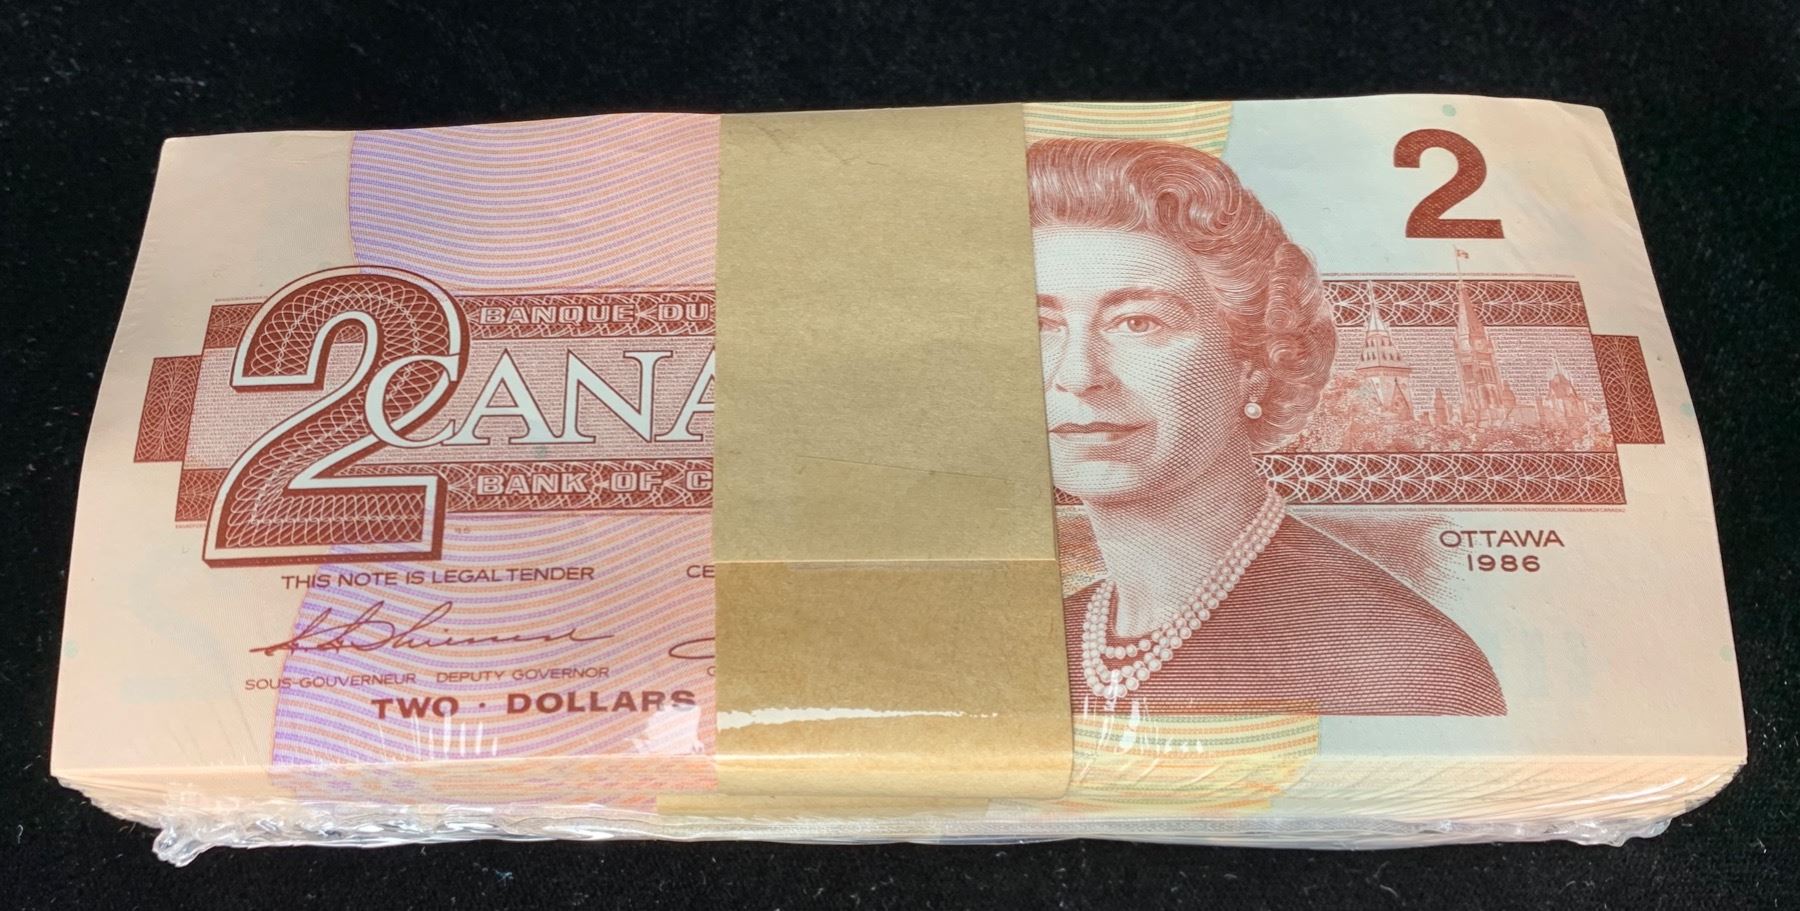 2
BANQUE DU
2
CANA
BANK OF C
THIS NOTE IS LEGAL TENDER
CE
OTTAWA
1986
SOUS-GOUVERNEUR DEPUTY GOVERNOR
TWO · DOLLARS